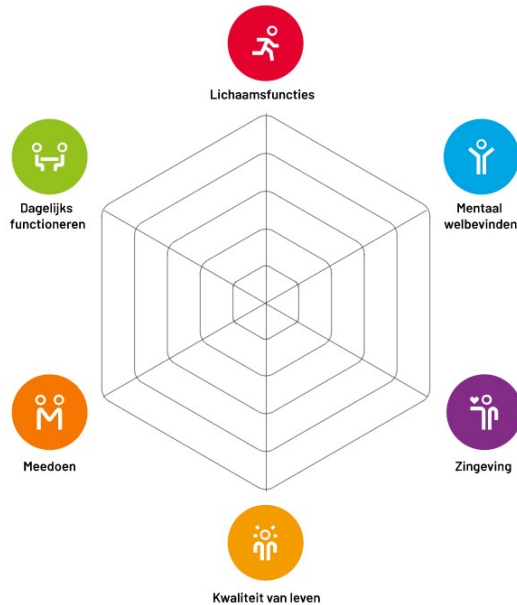 Lichaamsfuncties
Dagelijks
functioneren
Mentaal
welbevinden
Meedoen
Zingeving
Kwaliteit van leven